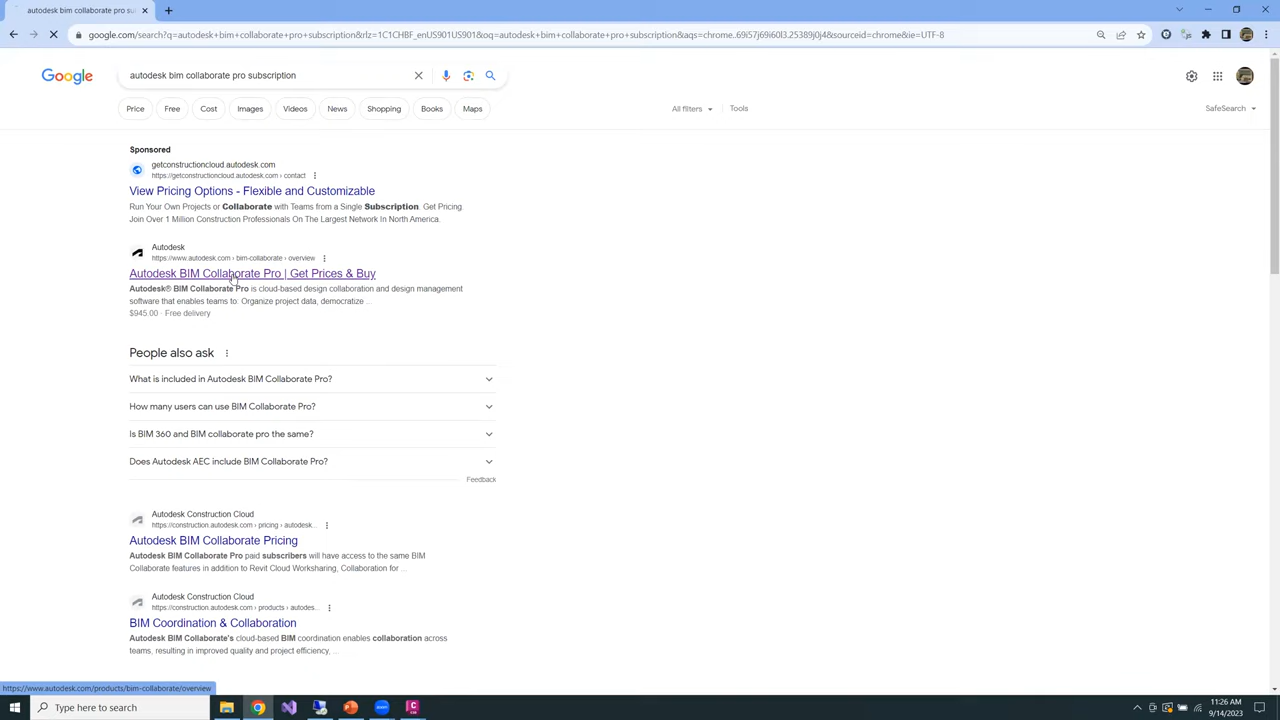 autodesk bim collaborate pro su
google.com/search?q=autodesk+bim+collaborate+pro+subscription&rlz=1C1CHBF_enUS901US901&oq=autodesk+bim+collaborate+pro+subscription&aqs=chrome..69i57j69i60l3.25389j0j4&sourceid=chrome&ie=UTF-8
Google
autodesk bim collaborate pro subscription
Price
Free
Cost
Images
Videos
News
Shopping
Books
Maps
All filters
Tools
SafeSearch
Sponsored
getconstructioncloud.autodesk.com
https://getconstructioncloud.autodesk.com › contact
View Pricing Options - Flexible and Customizable
Run Your Own Projects or Collaborate with Teams from a Single Subscription. Get Pricing.
Join Over 1 Million Construction Professionals On The Largest Network In North America.
Autodesk
https://www.autodesk.com › bim-collaborate › overview
Autodesk BIM Collaborate Pro | Get Prices & Buy
Autodesk® BIM Collaborate Pro is cloud-based design collaboration and design management
software that enables teams to: Organize project data, democratize ...
$945.00 · Free delivery
People also ask
What is included in Autodesk BIM Collaborate Pro?
How many users can use BIM Collaborate Pro?
Is BIM 360 and BIM collaborate pro the same?
Does Autodesk AEC include BIM Collaborate Pro?
Feedback
Autodesk Construction Cloud
https://construction.autodesk.com › pricing › autodesk...
Autodesk BIM Collaborate Pricing
Autodesk BIM Collaborate Pro paid subscribers will have access to the same BIM
Collaborate features in addition to Revit Cloud Worksharing, Collaboration for ...
Autodesk Construction Cloud
https://construction.autodesk.com › products › autodes...
BIM Coordination & Collaboration
Autodesk BIM Collaborate's cloud-based BIM coordination enables collaboration across
teams, resulting in improved quality and project efficiency, ...
https://www.autodesk.com/products/bim-collaborate/overview
Type here to search
11:26 AM
9/14/2023